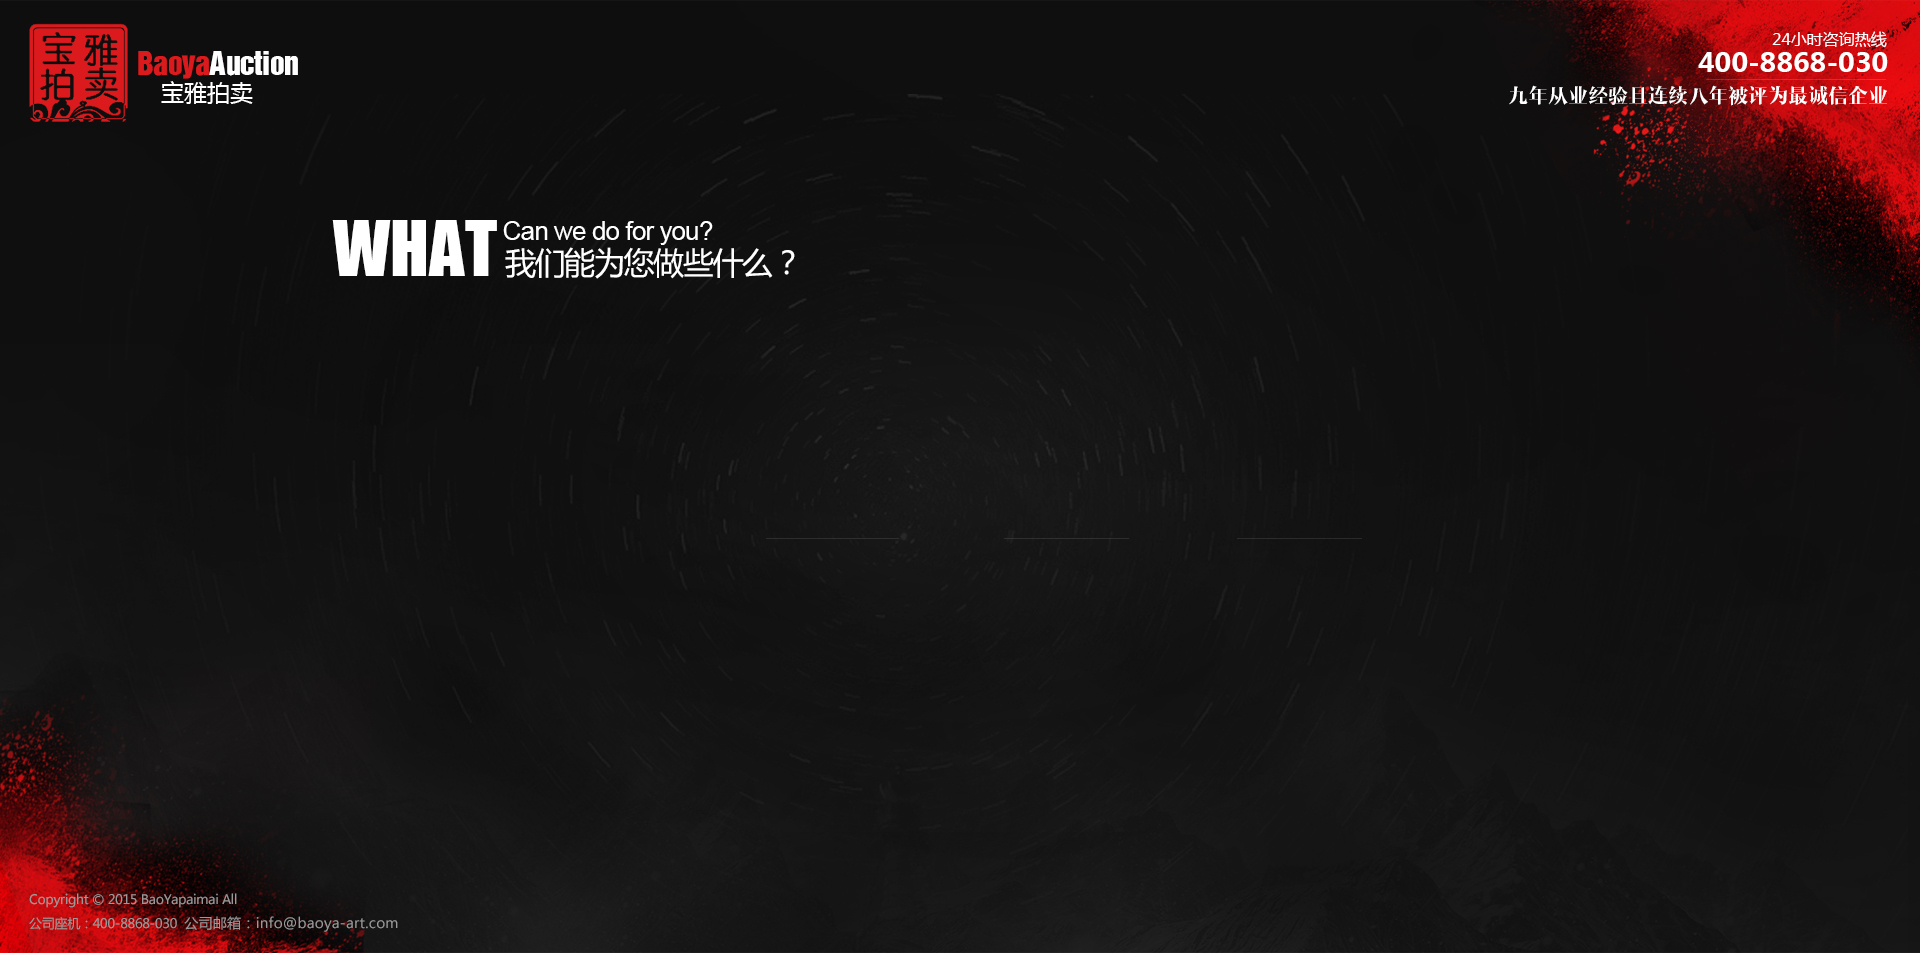 宝雅
拍卖
BaoyaAuction
宝雅拍卖
24小时咨询热线
400-8868-030
九年从业经验且连续八年被评为最诚信企业
WHAT Can we do for you?
我们能为您做些什么？
Copyright © 2015 BaoYapaimai All
公司座机：400-8868-030 公司邮箱：info@baoya-art.com